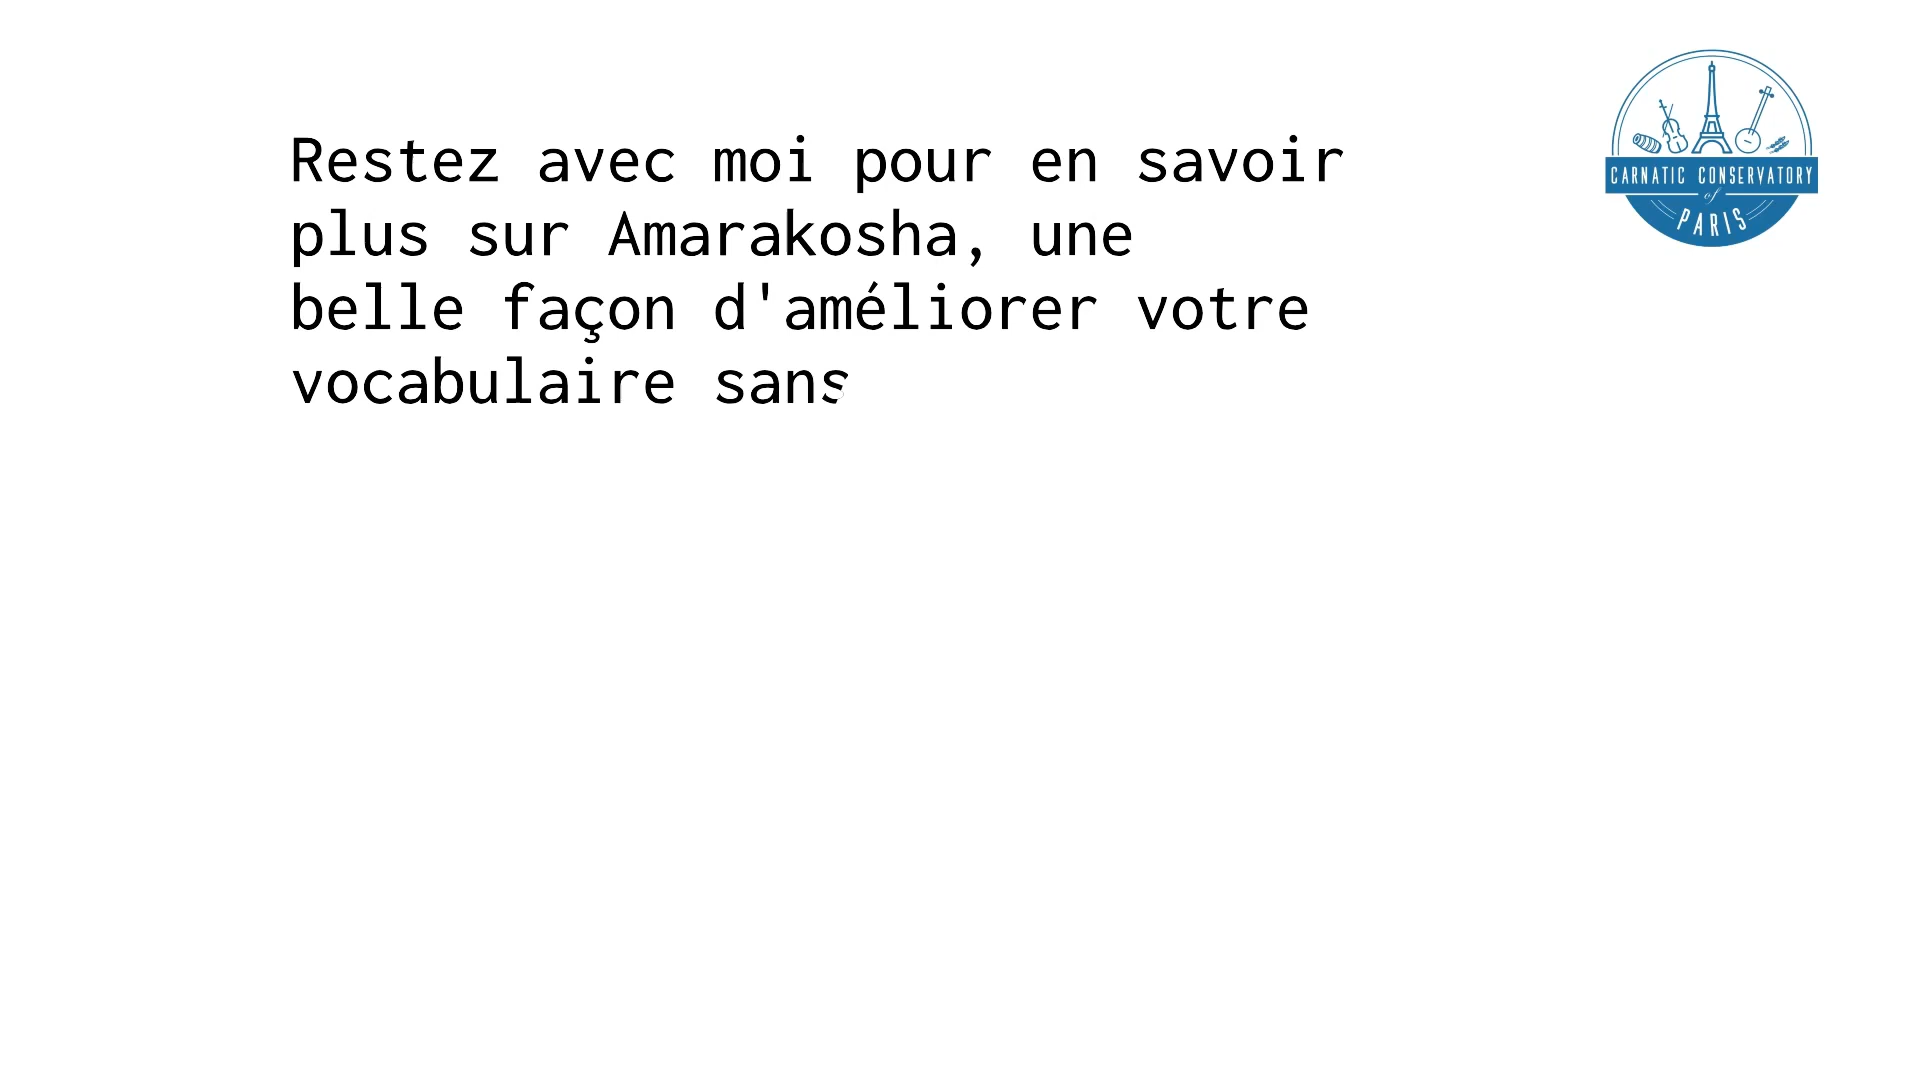 Restez avec moi pour en savoir
plus sur Amarakosha, une
belle façon d'améliorer votre
vocabulaire sans
CARNATIC CONSERVATORY
of
PARIS